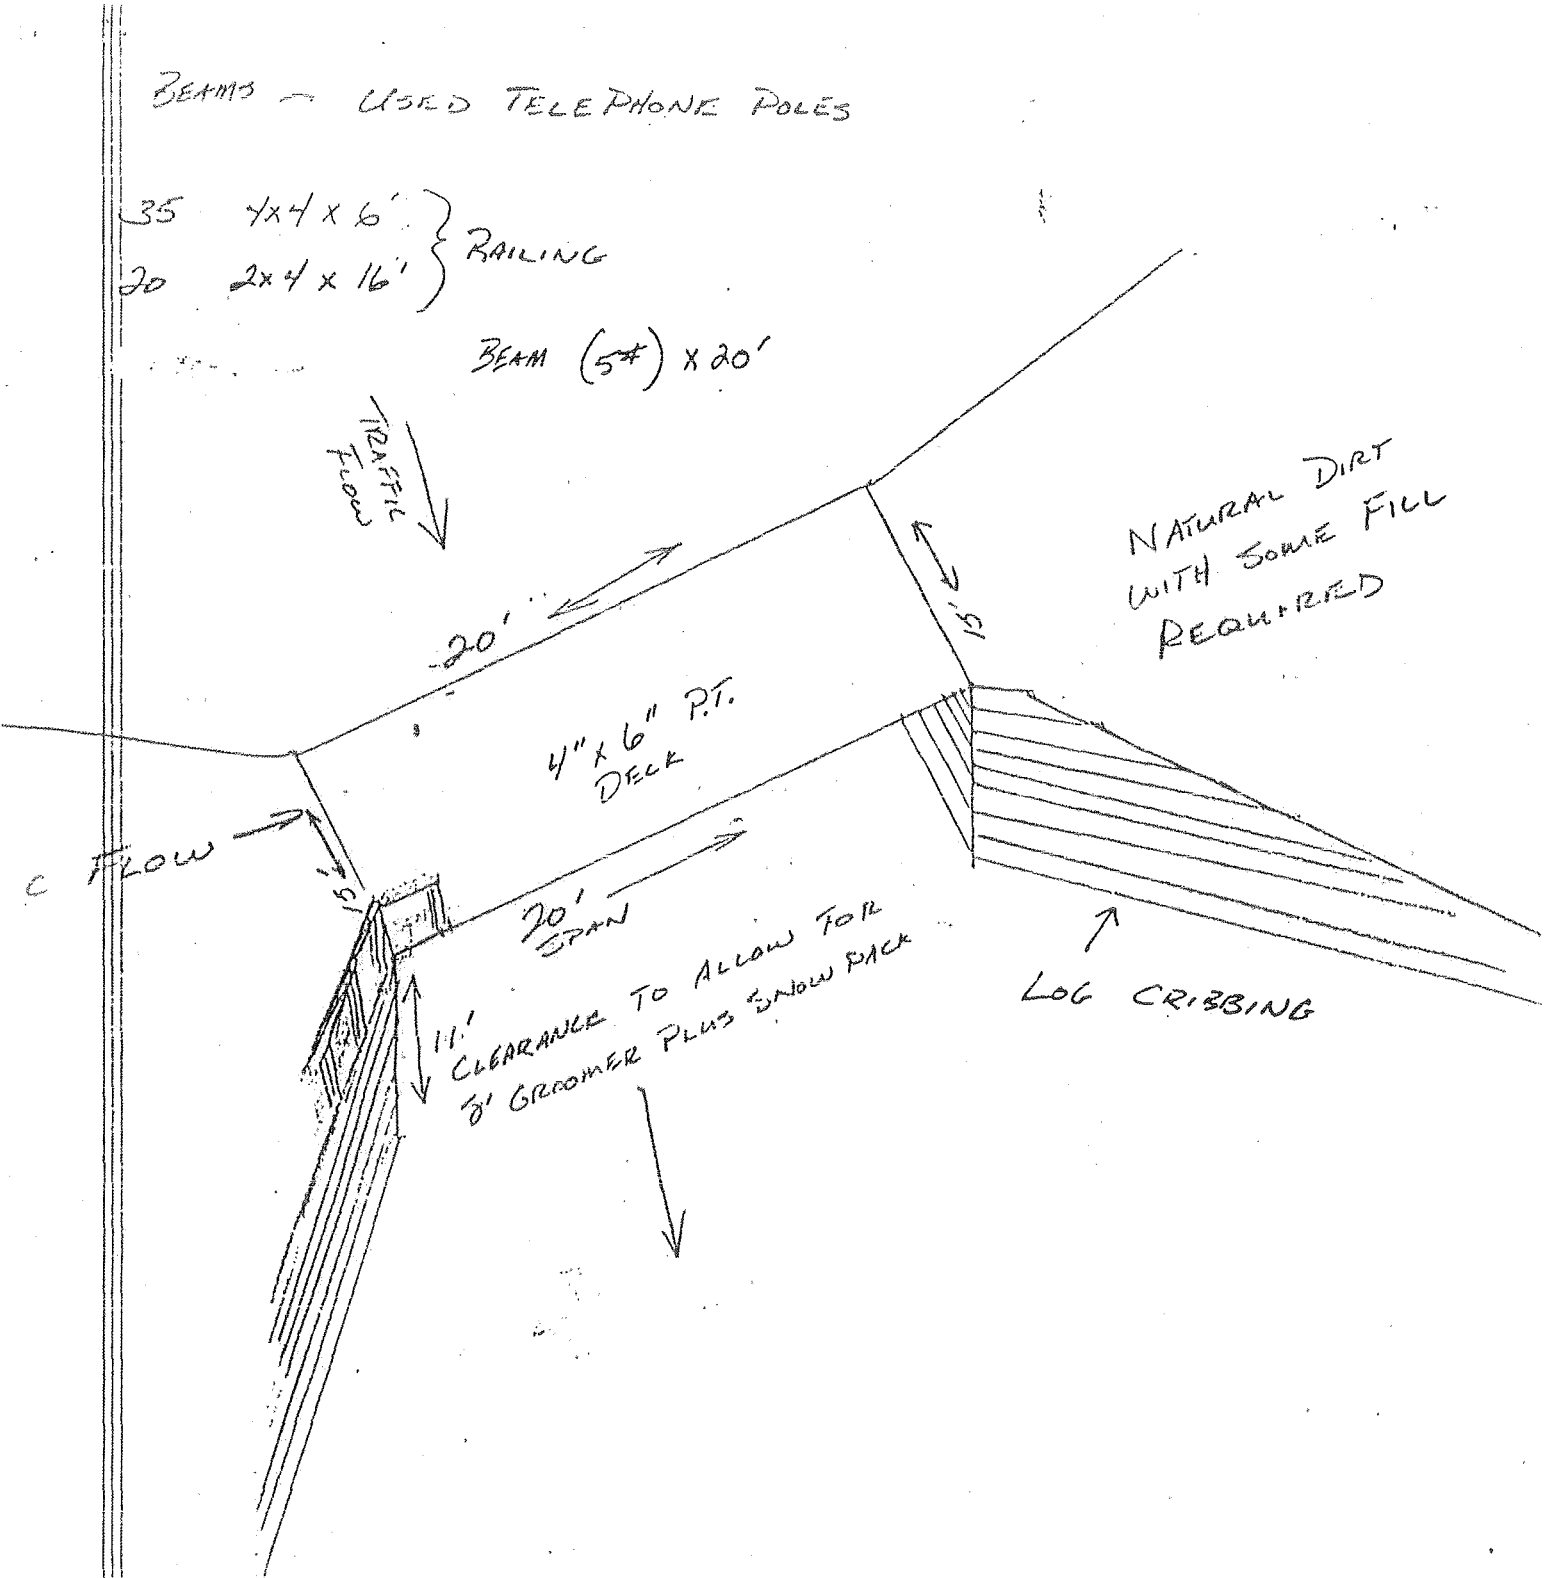 BEAMS - USED TELEPHONE POLES
35 4x4 x 6'
20 2x4 x 16'
RAILING
BEAM (5#) x 20'
TRAFFIC
FLOW
NATURAL DIRT
WITH SOME FILL
REQUIRED
20'
15'
4" x 6" P.T.
DECK
C FLOW
15'
20'
SPAN
11'
CLEARANCE TO ALLOW FOR
GROOMER PLUS SNOW PACK
LOG CRIBBING